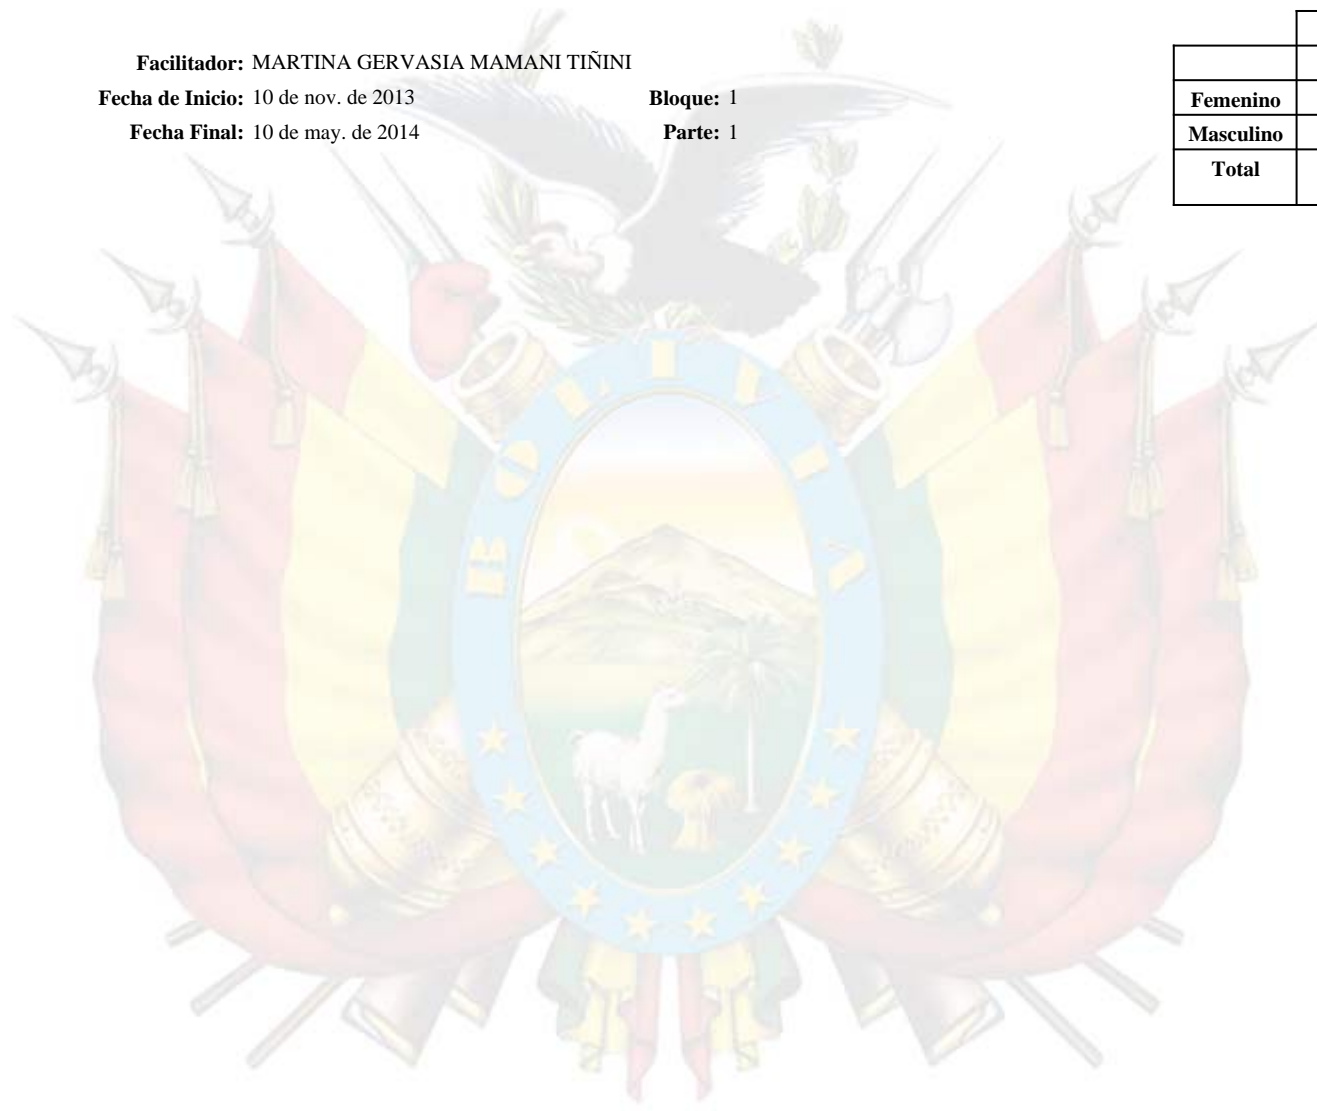 Facilitador: MARTINA GERVASIA MAMANI TIÑINI
Fecha de Inicio: 10 de nov. de 2013 Bloque: 1
Fecha Final: 10 de may. de 2014 Parte: 1
Femenino
Masculino
Total
BOLIVIA